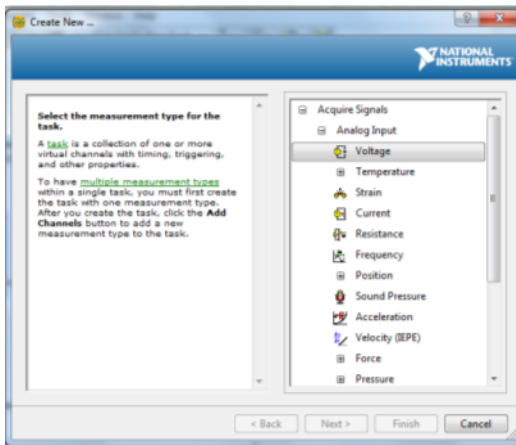 Create New ...
NATIONAL
INSTRUMENTS
Select the measurement type for the
task.
A task is a collection of one or more
virtual channels with timing, triggering,
and other properties.
To have multiple measurement types
within a single task, you must first create
the task with one measurement type.
After you create the task, click the Add
Channels button to add a new
measurement type to the task.
Acquire Signals
Analog Input
Voltage
Temperature
Strain
Current
Resistance
Frequency
Position
Sound Pressure
Acceleration
Velocity (IEPE)
Force
Pressure
< Back
Next >
Finish
Cancel